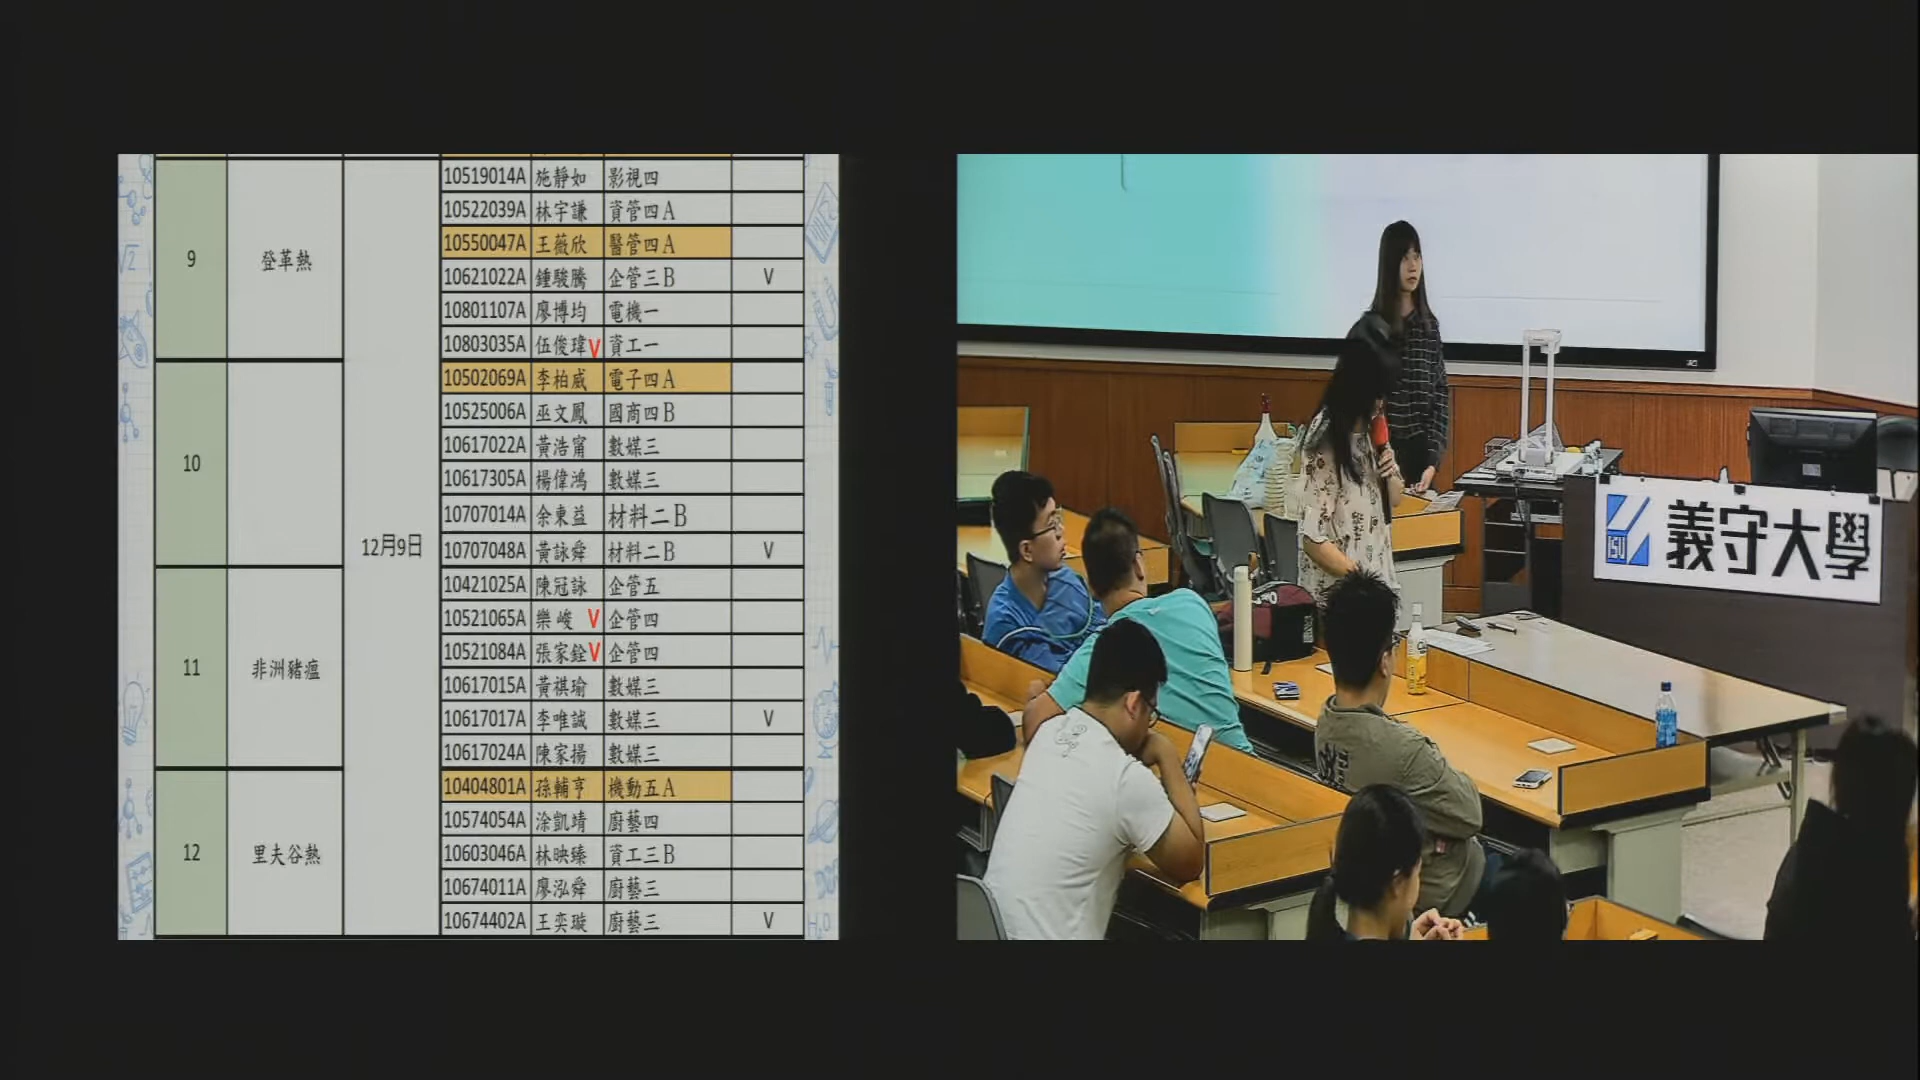 10519014A 施靜如 影視四
10522039A 林宇謙 資管四A
10550047A 王薇欣 醫管四A
9 登革熱 10621022A 鍾駿騰 企管三B V
10801107A 廖博均 電機一
10803035A 伍俊瑋 V 資工一
10502069A 李柏威 電子四A
10525006A 巫文鳳 國商四B
10617022A 黃浩甯 數媒三
10 10617305A 楊偉鴻 數媒三
10707014A 余東益 材料二B
12月9日 10707048A 黃詠舜 材料二B V
10421025A 陳冠詠 企管五
10521065A 樂峻 V 企管四
10521084A 張家銓 V 企管四
11 非洲豬瘟 10617015A 黃祺瑜 數媒三
10617017A 李唯誠 數媒三 V
10617024A 陳家揚 數媒三
10404801A 孫輔亨 機動五A
10574054A 涂凱靖 廚藝四
12 里夫谷熱 10603046A 林映臻 資工三B
10674011A 廖泓舜 廚藝三
10674402A 王奕璇 廚藝三 V
ISU 義守大學